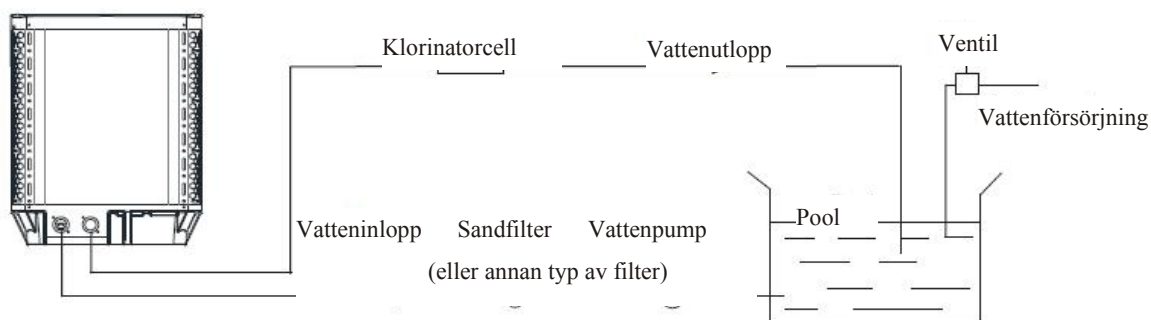 Klorinatorcell
Vattenutlopp
Ventil
Vattenförsörjning
Vatteninlopp
Sandfilter
Vattenpump
Pool
(eller annan typ av filter)